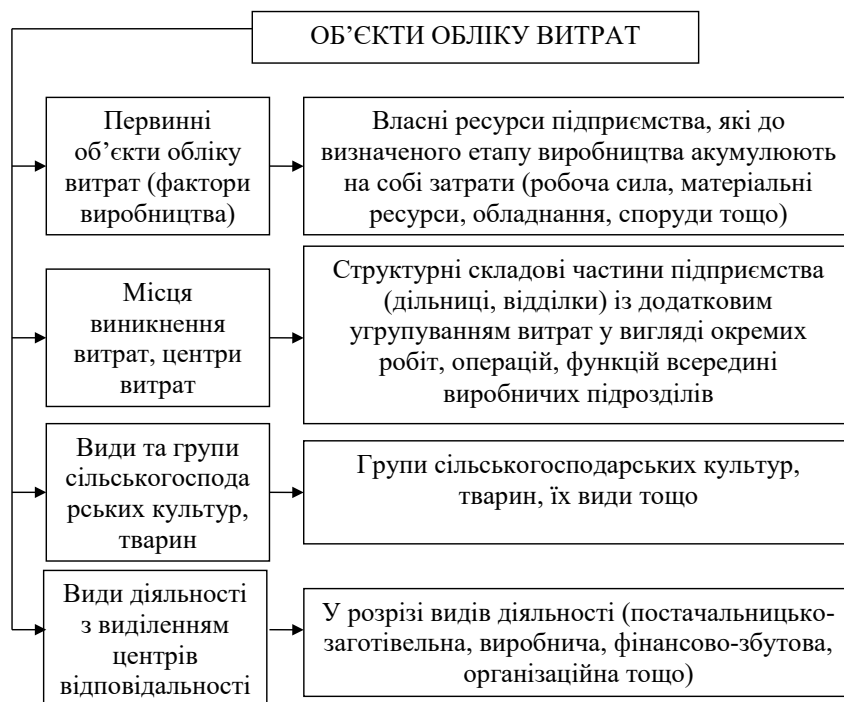 ОБ’ЄКТИ ОБЛІКУ ВИТРАТ
Первинні
об’єкти обліку
витрат (фактори
виробництва)
Власні ресурси підприємства, які до
визначеного етапу виробництва акумулюють
на собі затрати (робоча сила, матеріальні
ресурси, обладнання, споруди тощо)
Місця
виникнення
витрат, центри
витрат
Структурні складові частини підприємства
(дільниці, відділки) із додатковим
угрупуванням витрат у вигляді окремих
робіт, операцій, функцій всередині
виробничих підрозділів
Види та групи
сільськогоспода
рських культур,
тварин
Групи сільськогосподарських культур,
тварин, їх види тощо
Види діяльності
з виділенням
центрів
відповідальності
У розрізі видів діяльності (постачальницько-
заготівельна, виробнича, фінансово-збутова,
організаційна тощо)